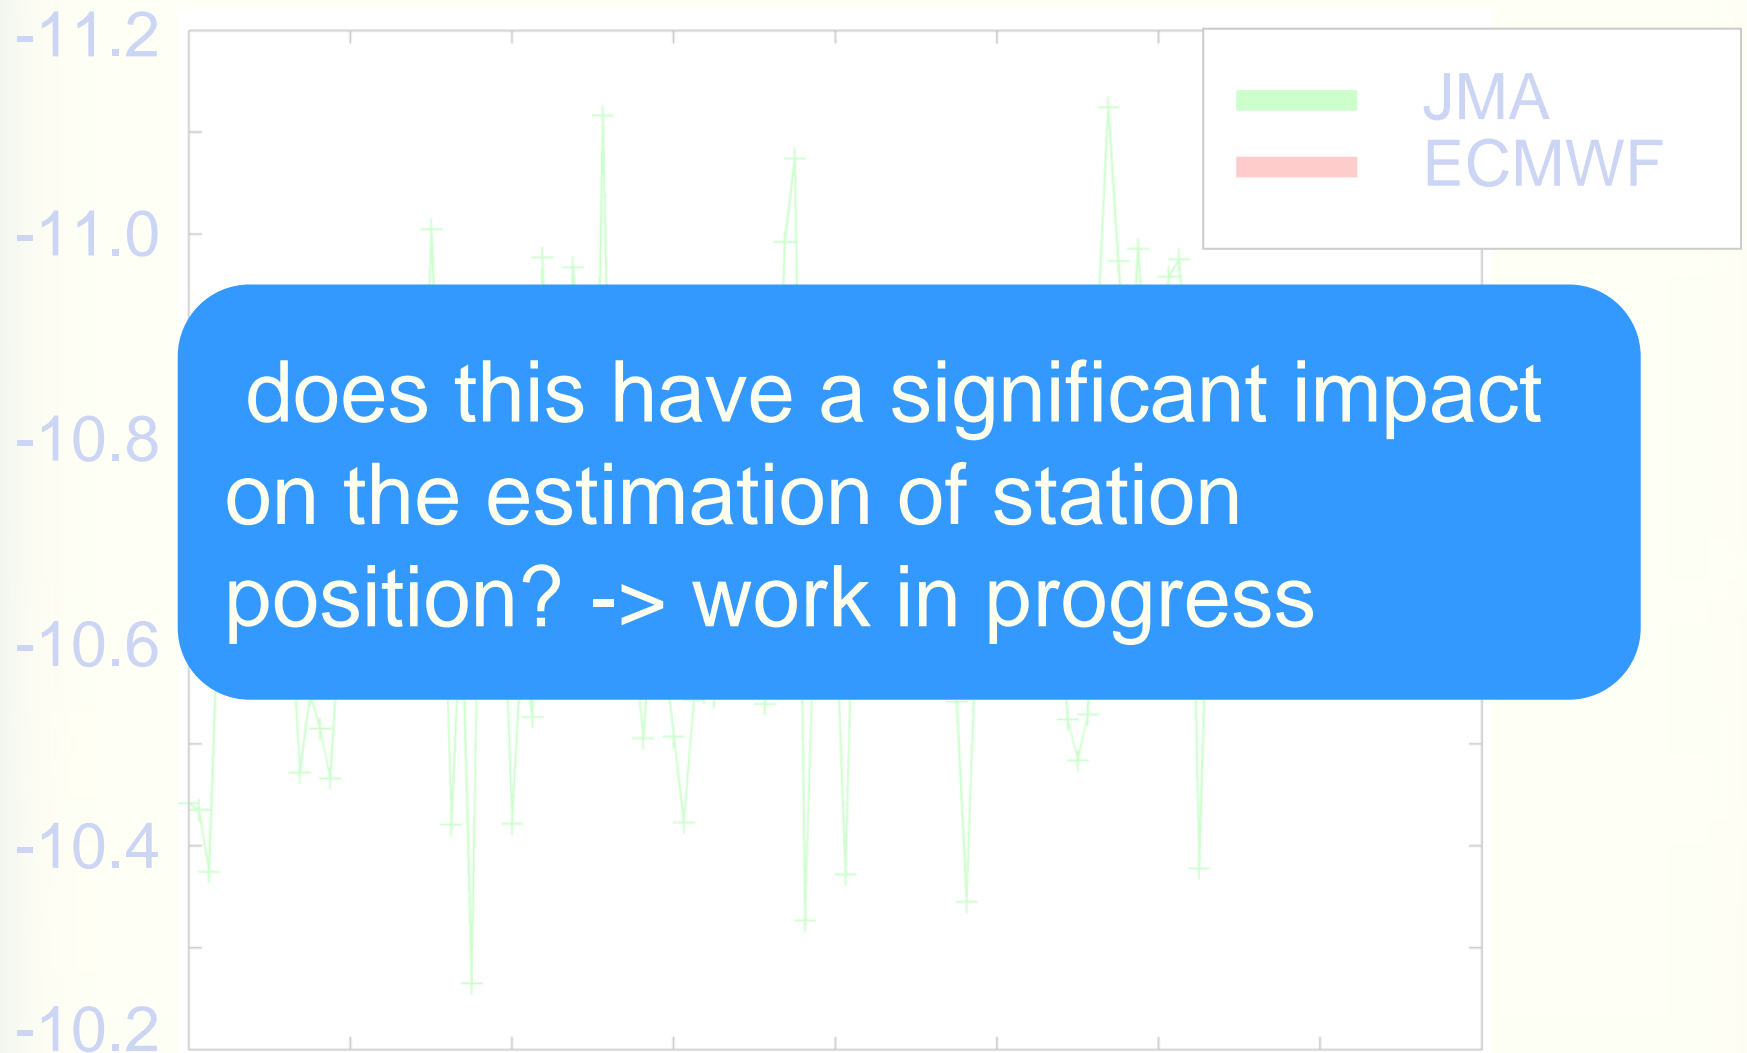 -11.2
JMA
ECMWF
-11.0
does this have a significant impact
-10.8
on the estimation of station
position? -> work in progress
-10.6
-10.4
-10.2